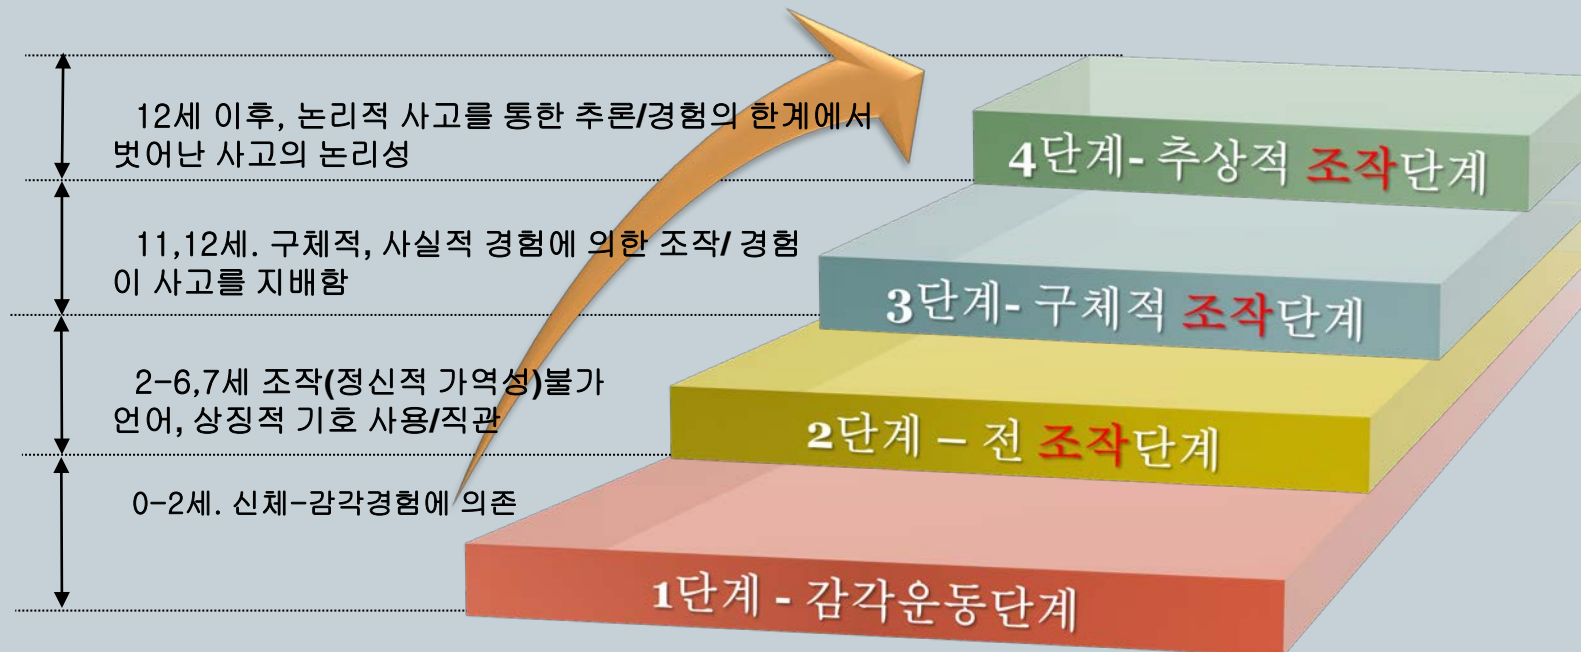 12세 이후, 논리적 사고를 통한 추론/경험의 한계에서
벗어난 사고의 논리성
4단계- 추상적 조작단계
11,12세. 구체적, 사실적 경험에 의한 조작/ 경험
이 사고를 지배함
3단계- 구체적 조작단계
2-6,7세 조작(정신적 가역성)불가
언어, 상징적 기호 사용/직관
2단계 – 전 조작단계
0-2세. 신체-감각경험에 의존
1단계 - 감각운동단계